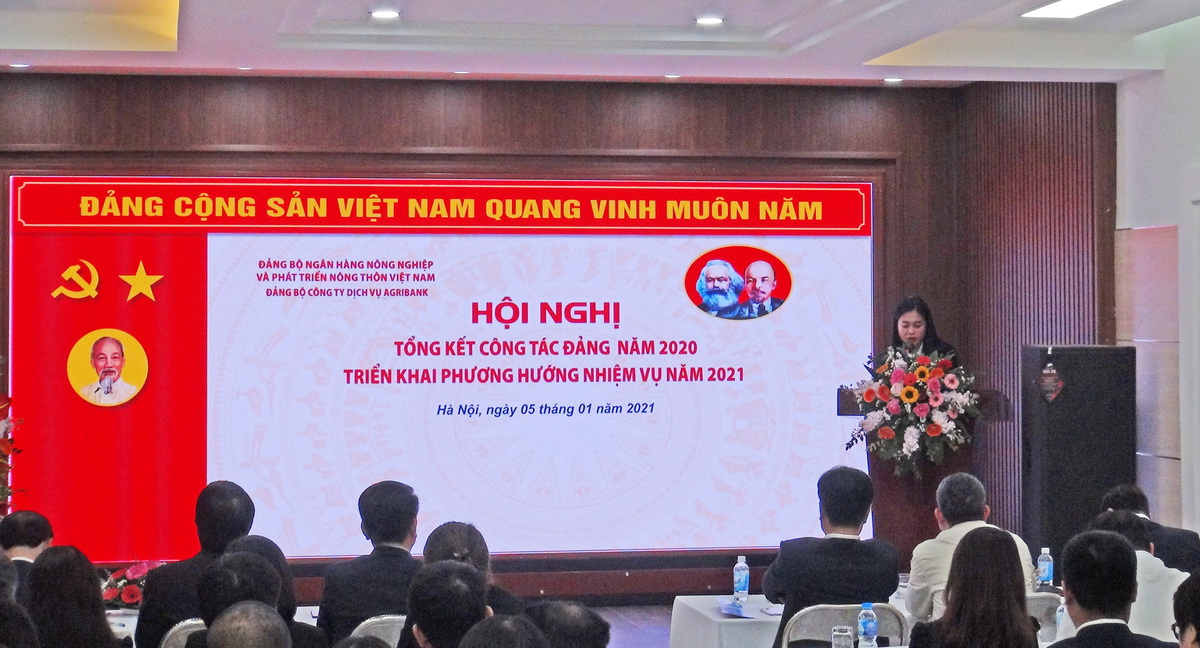 ĐẢNG CỘNG SẢN VIỆT NAM QUANG VINH MUÔN NĂM
ĐẢNG BỘ NGÂN HÀNG NÔNG NGHIỆP
VÀ PHÁT TRIỂN NÔNG THÔN VIỆT NAM
ĐẢNG BỘ CÔNG TY DỊCH VỤ AGRIBANK
HỘI NGHỊ
TỔNG KẾT CÔNG TÁC ĐẢNG NĂM 2020
TRIỂN KHAI PHƯƠNG HƯỚNG NHIỆM VỤ NĂM 2021
Hà Nội, ngày 05 tháng 01 năm 2021